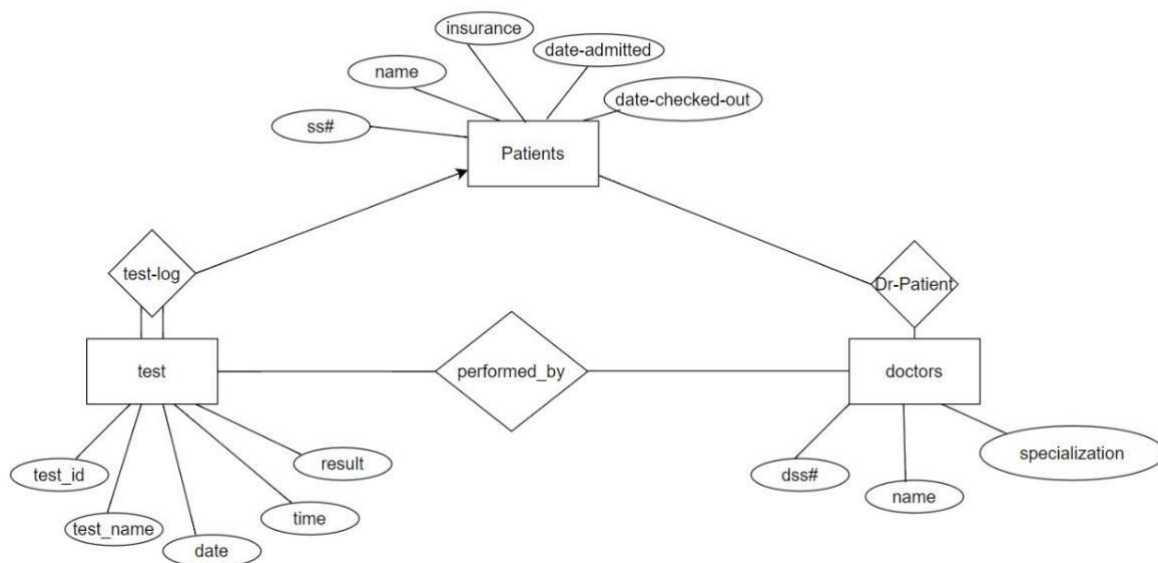 insurance
date-admitted
name
date-checked-out
ss#
Patients
test-log
Dr-Patient
test
performed_by
doctors
test_id
test_name
date
time
result
dss#
name
specialization